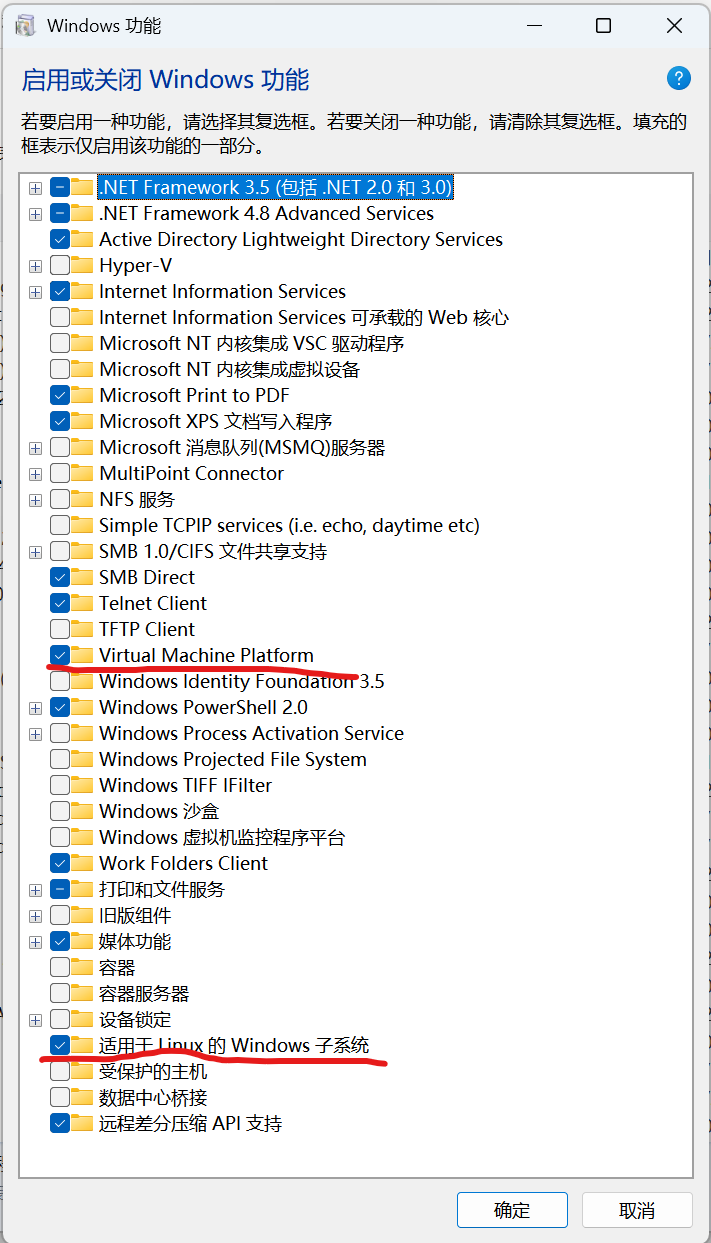 Windows 功能
启用或关闭 Windows 功能
若要启用一种功能，请选择其复选框。若要关闭一种功能，请清除其复选框。填充的
框表示仅启用该功能的一部分。
.NET Framework 3.5 (包括 .NET 2.0 和 3.0)
.NET Framework 4.8 Advanced Services
Active Directory Lightweight Directory Services
Hyper-V
Internet Information Services
Internet Information Services 可承载的 Web 核心
Microsoft NT 内核集成 VSC 驱动程序
Microsoft NT 内核集成虚拟设备
Microsoft Print to PDF
Microsoft XPS 文档写入程序
Microsoft 消息队列(MSMQ)服务器
MultiPoint Connector
NFS 服务
Simple TCPIP services (i.e. echo, daytime etc)
SMB 1.0/CIFS 文件共享支持
SMB Direct
Telnet Client
TFTP Client
Virtual Machine Platform
Windows Identity Foundation 3.5
Windows PowerShell 2.0
Windows Process Activation Service
Windows Projected File System
Windows TIFF IFilter
Windows 沙盒
Windows 虚拟机监控程序平台
Work Folders Client
打印和文件服务
旧版组件
媒体功能
容器
容器服务器
设备锁定
适用于 Linux 的 Windows 子系统
受保护的主机
数据中心桥接
远程差分压缩 API 支持
确定
取消